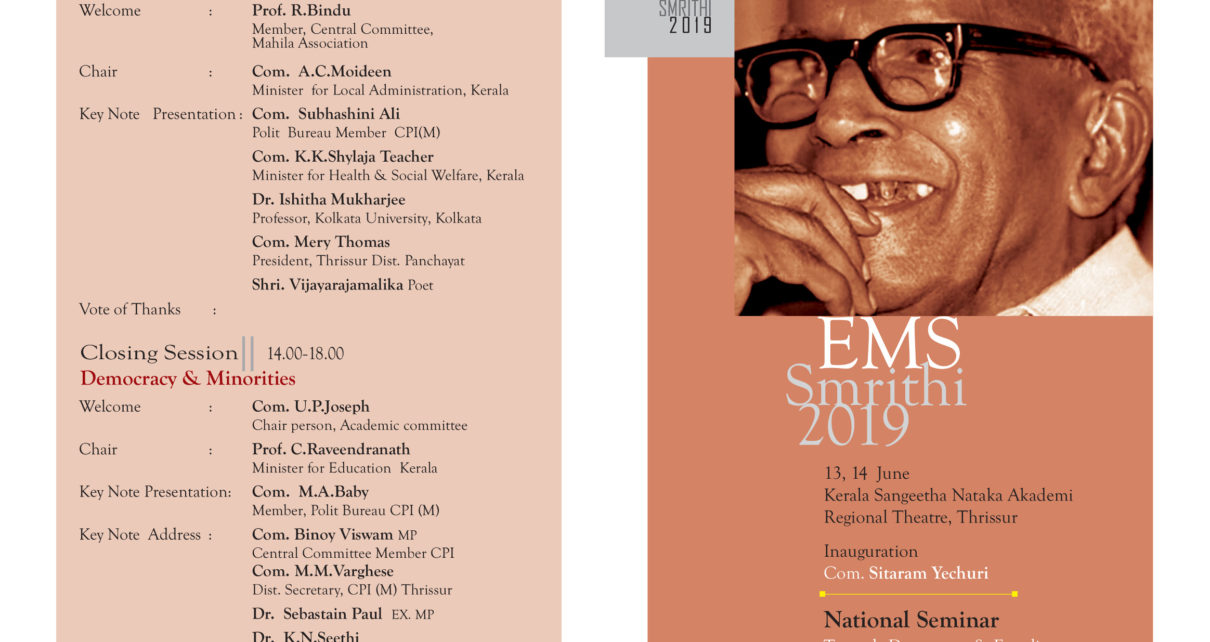 Welcome : Prof. R.Bindu
Member, Central Committee,
Mahila Association
Chair : Com. A.C.Moideen
Minister for Local Administration, Kerala
Key Note Presentation : Com. Subhashini Ali
Polit Bureau Member CPI(M)
Com. K.K.Shylaja Teacher
Minister for Health & Social Welfare, Kerala
Dr. Ishitha Mukharjee
Professor, Kolkata University, Kolkata
Com. Mery Thomas
President, Thrissur Dist. Panchayat
Shri. Vijayarajamalika Poet
Vote of Thanks :
Closing Session 14.00-18.00
Democracy & Minorities
Welcome : Com. U.P.Joseph
Chair person, Academic committee
Chair : Prof. C.Raveendranath
Minister for Education Kerala
Key Note Presentation: Com. M.A.Baby
Member, Polit Bureau CPI (M)
Key Note Address : Com. Binoy Viswam MP
Central Committee Member CPI
Com. M.M.Varghese
Dist. Secretary, CPI (M) Thrissur
Dr. Sebastain Paul EX. MP
Dr. K.N.Seethi
SMRITHI
2019
EMS
Smrithi
2019
13, 14 June
Kerala Sangeetha Nataka Akademi
Regional Theatre, Thrissur
Inauguration
Com. Sitaram Yechuri
National Seminar